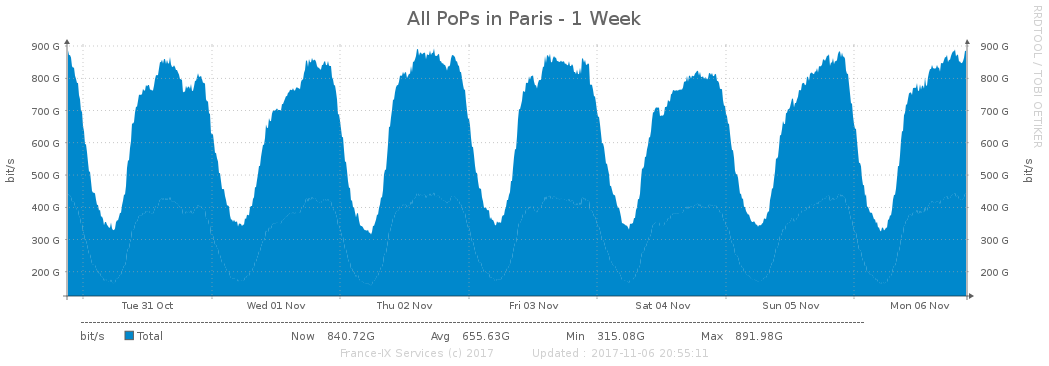 All PoPs in Paris - 1 Week
RRDTOOL / TOBI OETIKER
bit/s
900 G
800 G
700 G
600 G
500 G
400 G
300 G
200 G
900 G
800 G
700 G
600 G
500 G
400 G
300 G
200 G
bit/s
Tue 31 Oct Wed 01 Nov Thu 02 Nov Fri 03 Nov Sat 04 Nov Sun 05 Nov Mon 06 Nov
bit/s Total Now 840.72G Avg 655.63G Min 315.08G Max 891.98G
France-IX Services (c) 2017 Updated : 2017-11-06 20:55:11